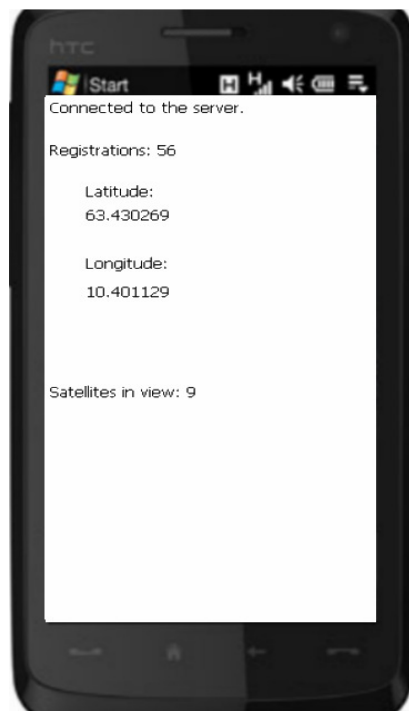 hTC
Start
Connected to the server.
Registrations: 56
Latitude:
63.430269
Longitude:
10.401129
Satellites in view: 9